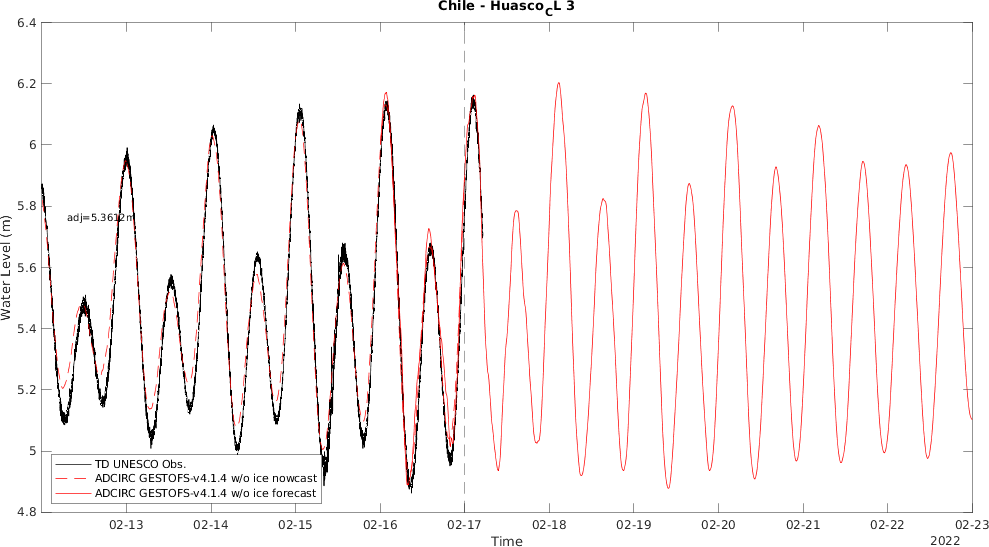 Chile - Huasco_CL 3
6.4
6.2
6
5.8
5.6
5.4
5.2
5
4.8
Water Level (m)
adj=5.3612m
TD UNESCO Obs.
ADCIRC GESTOFS-v4.1.4 w/o ice nowcast
ADCIRC GESTOFS-v4.1.4 w/o ice forecast
02-13 02-14 02-15 02-16 02-17 02-18 02-19 02-20 02-21 02-22 02-23
Time
2022